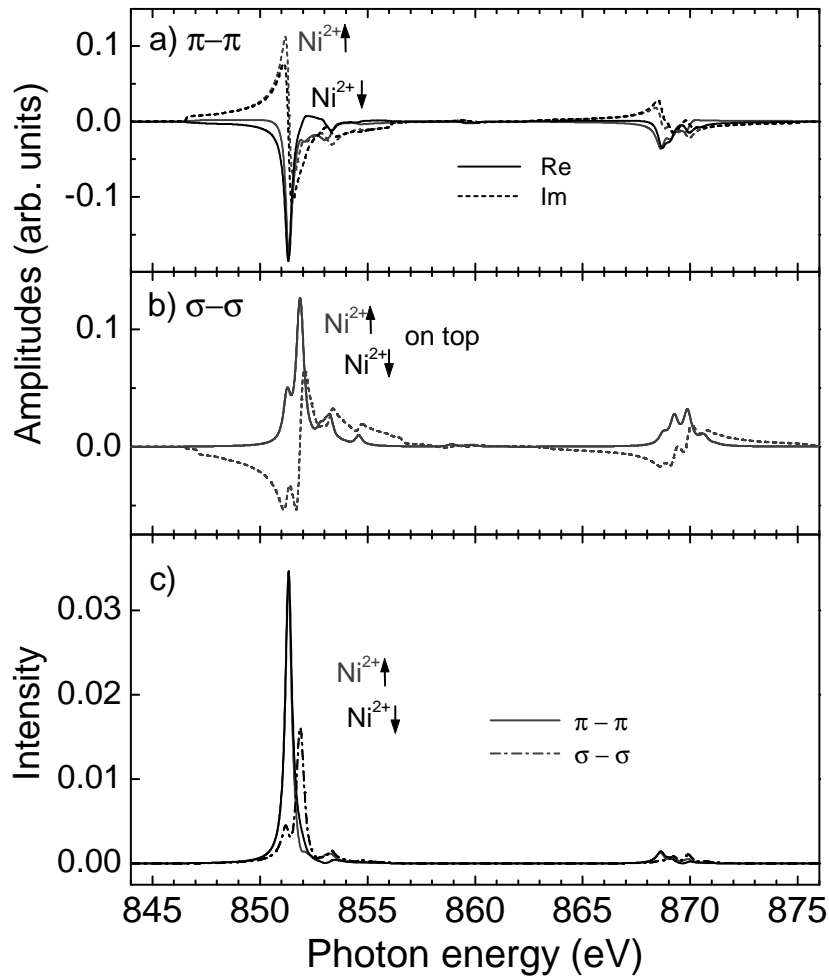 a) π–π
Ni²⁺↑
Ni²⁺↓
0.1
0.0
-0.1
Re
Im
Amplitudes (arb. units)
b) σ–σ
Ni²⁺↑
on top
Ni²⁺↓
0.1
0.0
c)
Ni²⁺↑
Ni²⁺↓
π – π
σ – σ
0.03
0.02
0.01
0.00
Intensity
845 850 855 860 865 870 875
Photon energy (eV)